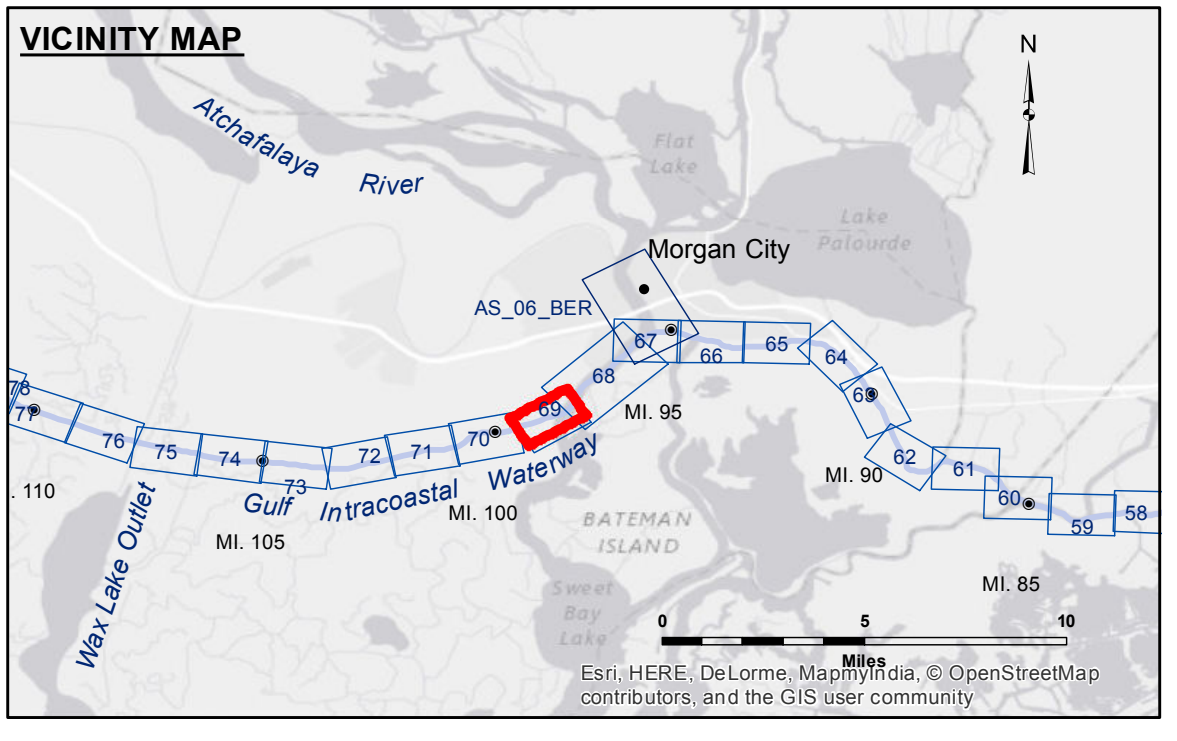 VICINITY MAP
N
Atchafalaya River
Flat
Lake
Lake
Palourde
Morgan City
AS_06_BER
67
66
65
64
63
68
69
MI. 95
70
71
72
73
74
75
76
77
78
62
61
60
59
58
MI. 90
. 110
Gulf Intracoastal Waterway
MI. 100
MI. 105
Wax Lake Outlet
BATEMAN
ISLAND
Sweet
Bay
Lake
MI. 85
0 5 10
Miles
Esri, HERE, DeLorme, MapmyIndia, © OpenStreetMap
contributors, and the GIS user community